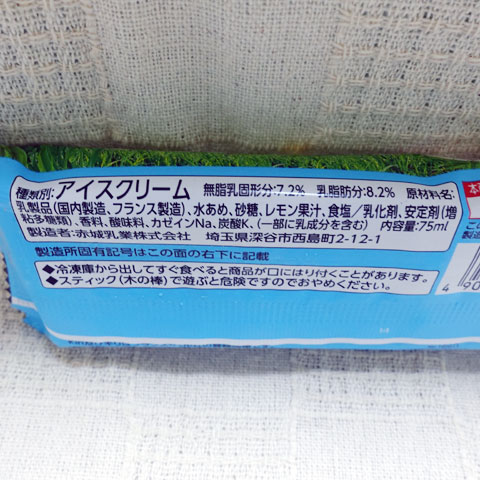 種類別:アイスクリーム 無脂乳固形分:7.2% 乳脂肪分:8.2% 原材料名:
乳製品(国内製造、フランス製造)、水あめ、砂糖、レモン果汁、食塩/乳化剤、安定剤(増
粘多糖類)、香料、酸味料、カゼインNa、炭酸K、(一部に乳成分を含む) 内容量:75ml
製造者:赤城乳業株式会社 埼玉県深谷市西島町2-12-1
製造所固有記号はこの面の右下に記載
◆冷凍庫から出してすぐ食べると商品が口にはり付くことがあります。
◆スティック(木の棒)で遊ぶと危険ですのでおやめください。
4 90